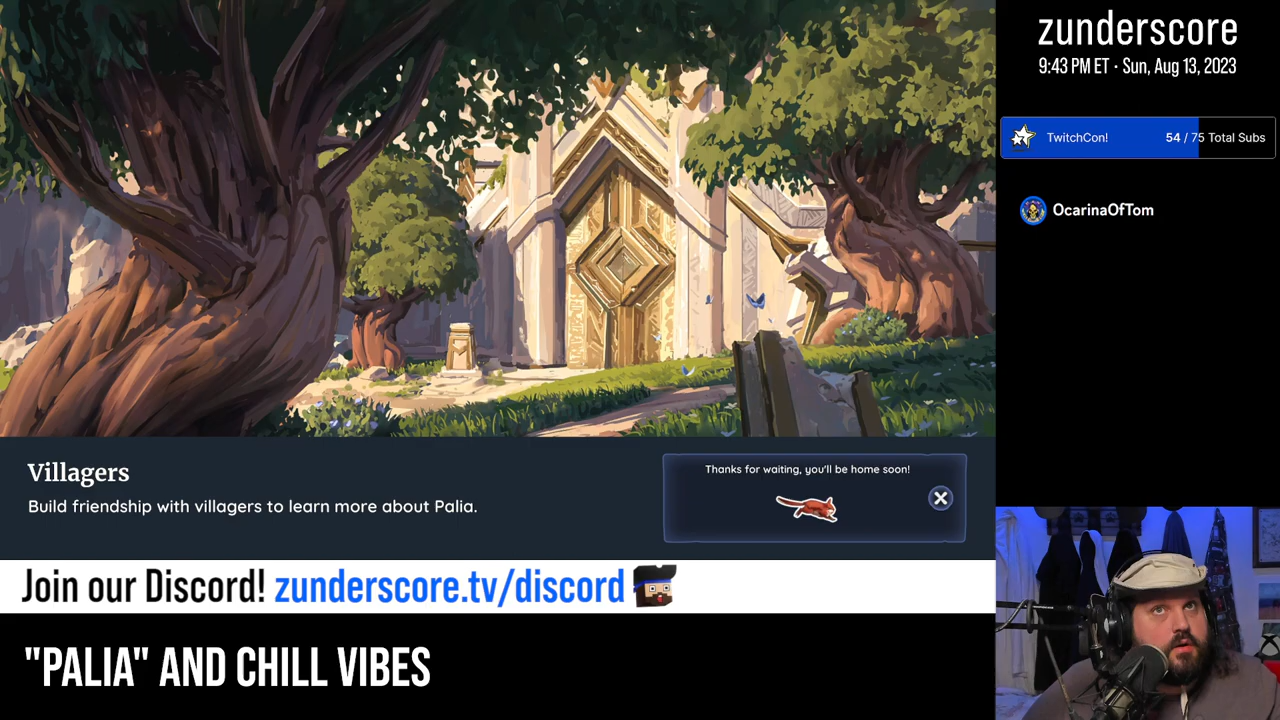 zunderscore
9:43 PM ET · Sun, Aug 13, 2023
TwitchCon! 54 / 75 Total Subs
OcarinaOfTom
Villagers
Build friendship with villagers to learn more about Palia.
Thanks for waiting, you'll be home soon!
Join our Discord! zunderscore.tv/discord
"PALIA" AND CHILL VIBES